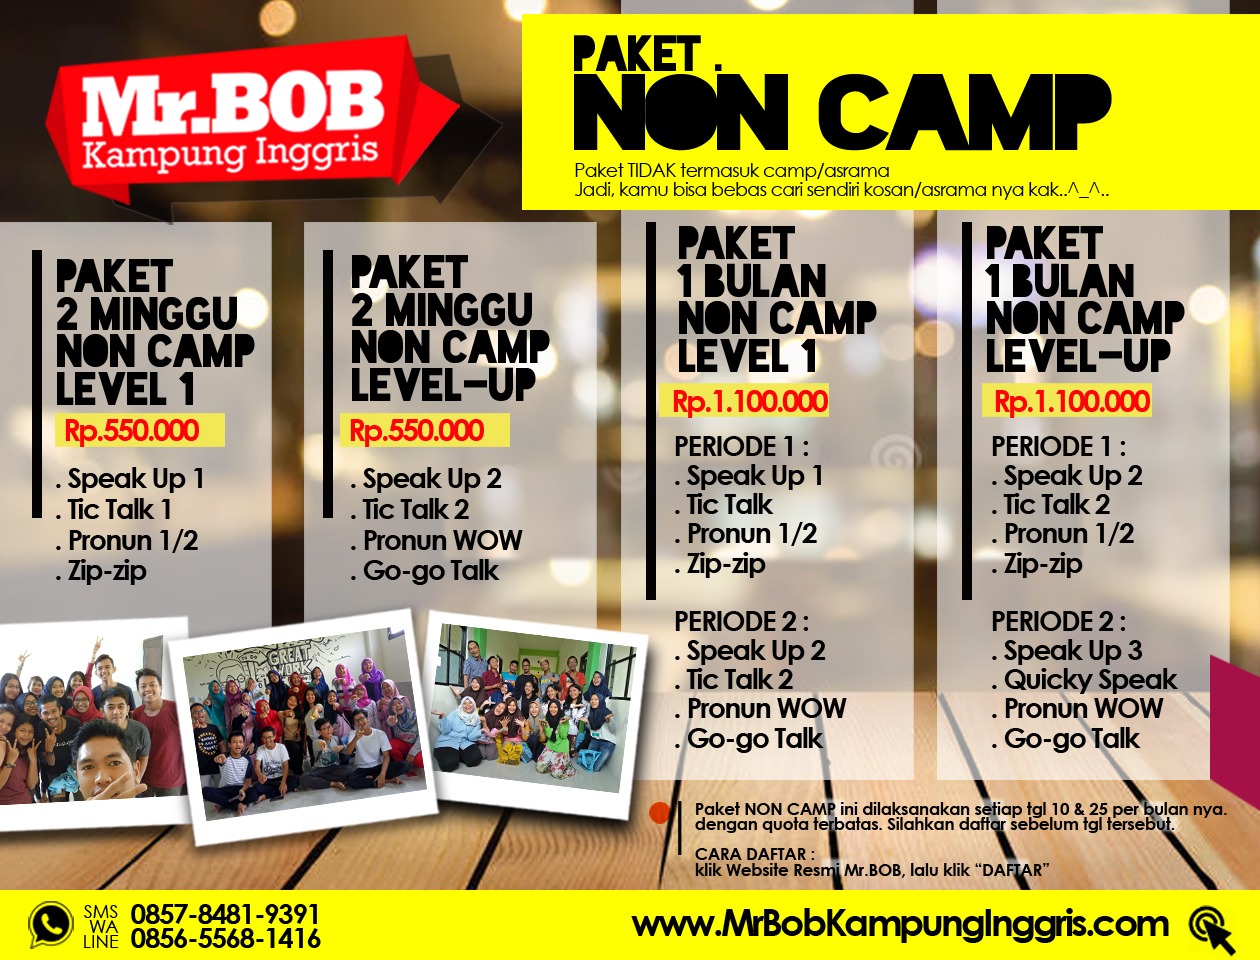 Mr.BOB
Kampung Inggris
PAKET .
NON CAMP
Paket TIDAK termasuk camp/asrama
Jadi, kamu bisa bebas cari sendiri kosan/asrama nya kak..^_^..
PAKET
2 MINGGU
NON CAMP
LEVEL 1
Rp.550.000
. Speak Up 1
. Tic Talk 1
. Pronun 1/2
. Zip-zip
PAKET
2 MINGGU
NON CAMP
LEVEL-UP
Rp.550.000
. Speak Up 2
. Tic Talk 2
. Pronun WOW
. Go-go Talk
PAKET
1 BULAN
NON CAMP
LEVEL 1
Rp.1.100.000
PERIODE 1 :
. Speak Up 1
. Tic Talk
. Pronun 1/2
. Zip-zip
PERIODE 2 :
. Speak Up 2
. Tic Talk 2
. Pronun WOW
. Go-go Talk
PAKET
1 BULAN
NON CAMP
LEVEL-UP
Rp.1.100.000
PERIODE 1 :
. Speak Up 2
. Tic Talk 2
. Pronun 1/2
. Zip-zip
PERIODE 2 :
. Speak Up 3
. Quicky Speak
. Pronun WOW
. Go-go Talk
GREAT
WORK
Paket NON CAMP ini dilaksanakan setiap tgl 10 & 25 per bulan nya.
dengan quota terbatas. Silahkan daftar sebelum tgl tersebut.
CARA DAFTAR :
klik Website Resmi Mr.BOB, lalu klik “DAFTAR”
SMS
WA
LINE
0857-8481-9391
0856-5568-1416
www.MrBobKampungInggris.com